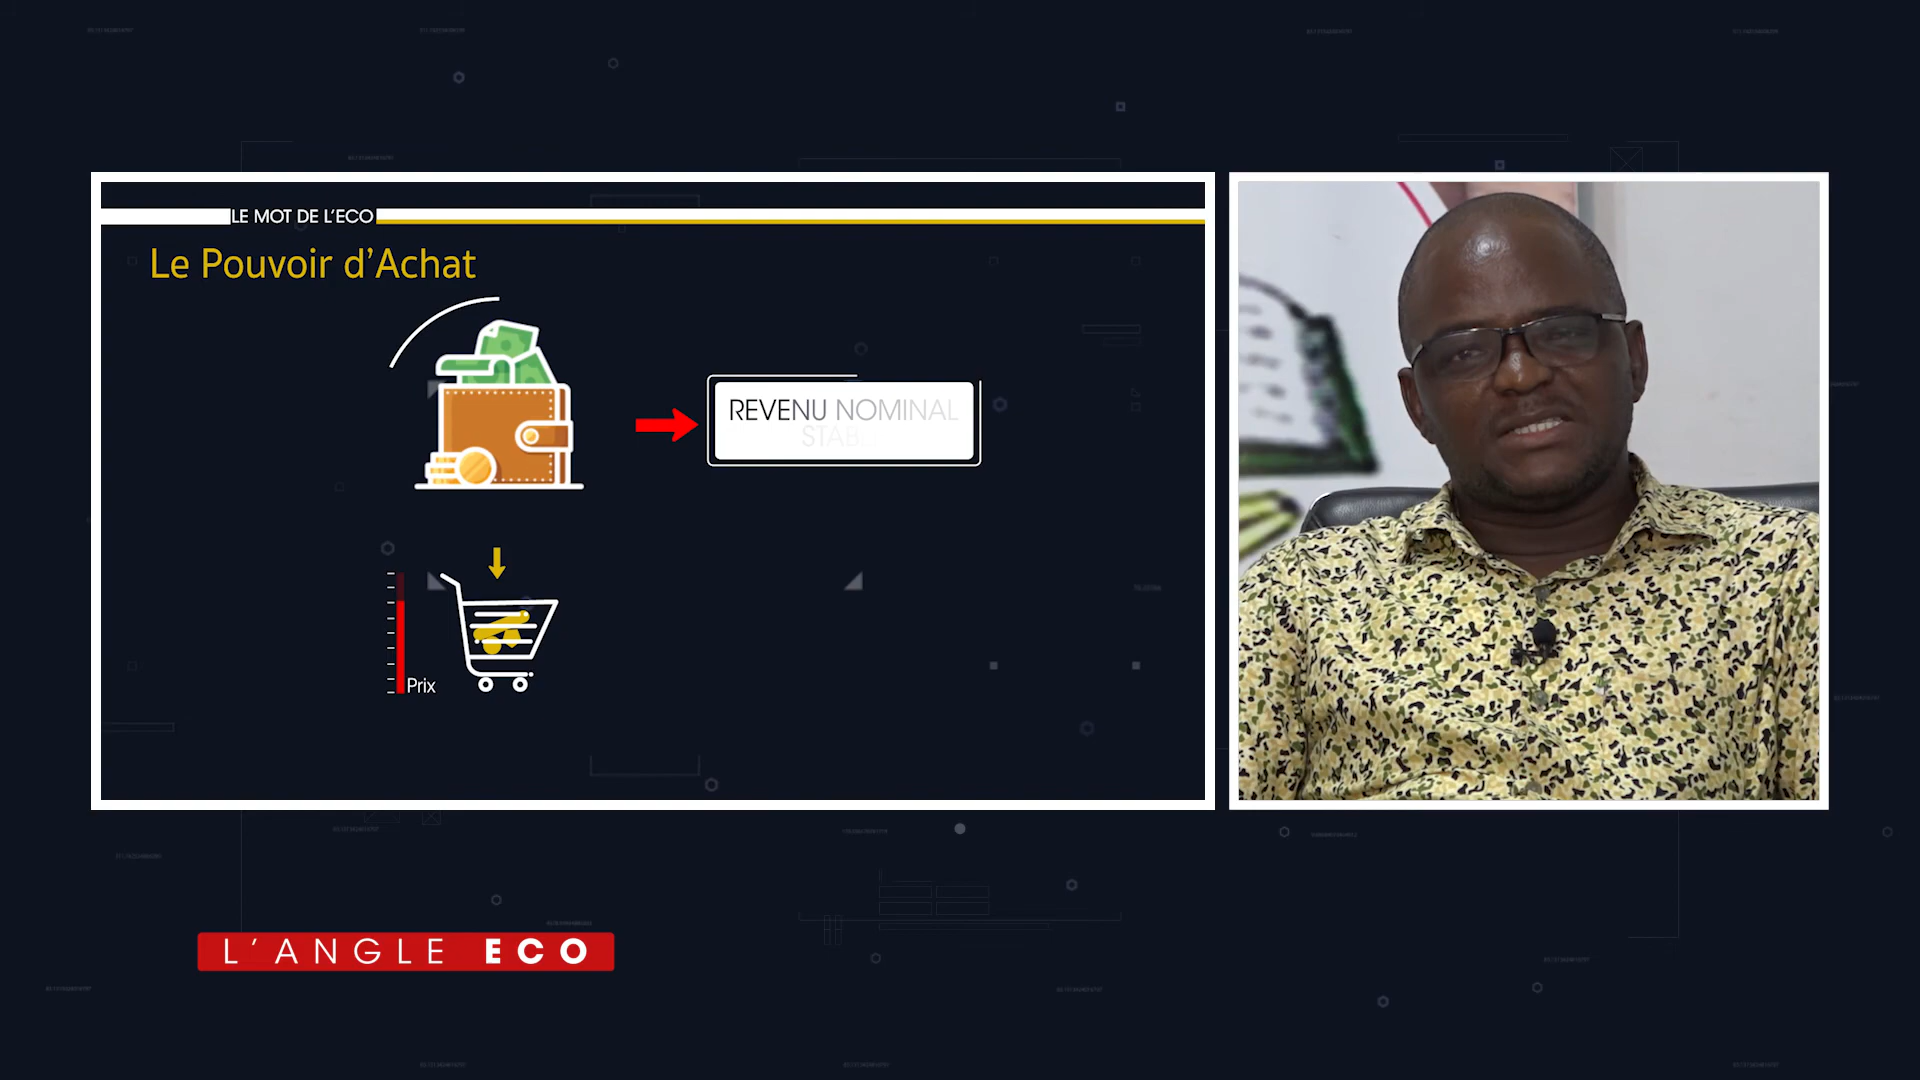 LE MOT DE L'ECO
Le Pouvoir d'Achat
REVENU NOMINAL
Prix
L'ANGLE ECO